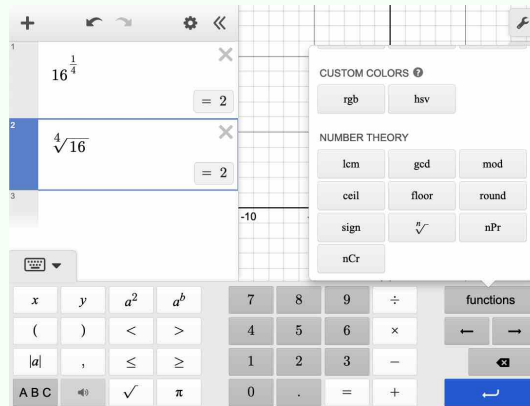 1
16^{1/4}
= 2
2
\sqrt[4]{16}
= 2
3
-10
CUSTOM COLORS ?
rgb hsv
NUMBER THEORY
lcm gcd mod
ceil floor round
sign ⁿ√ nPr
nCr
x y a² aᵇ 7 8 9 ÷ functions
( ) < > 4 5 6 × ← →
|a| , ≤ ≥ 1 2 3 −
A B C √ π 0 . = +